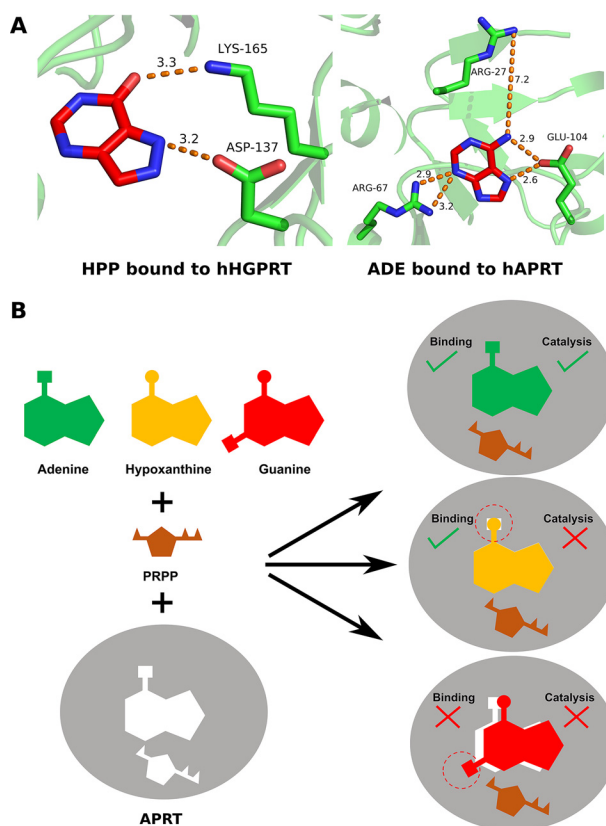 A
3.3
LYS-165
3.2
ASP-137
HPP bound to hHGPRT
ARG-27
7.2
2.9
GLU-104
2.9
2.6
ARG-67
3.2
ADE bound to hAPRT
B
Adenine
Hypoxanthine
Guanine
+
PRPP
+
APRT
Binding
Catalysis
Binding
Catalysis
Binding
Catalysis